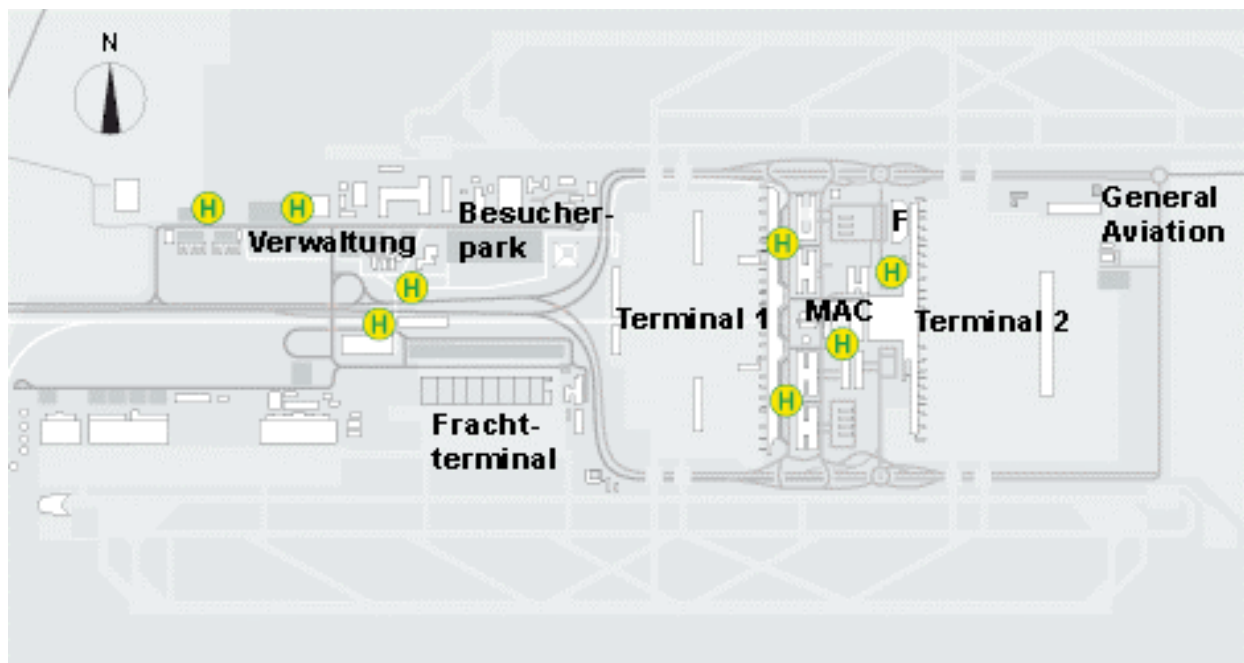 N
H
H
Besucher-
park
Verwaltung
H
H
Terminal 1
H
H
MAC
H
F
H
Terminal 2
General
Aviation
Fracht-
terminal